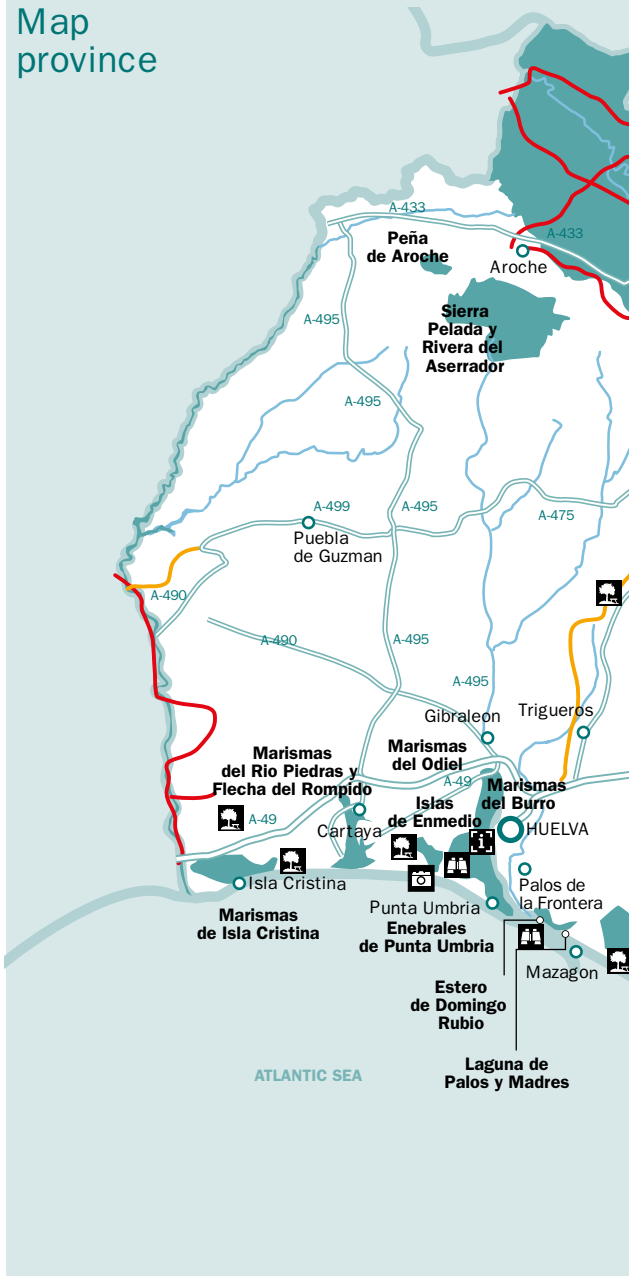 Map
province
A-433
Peña
de Aroche
A-433
Aroche
A-495
Sierra
Pelada y
Rivera del
Aserrador
A-495
A-499
A-495
A-475
Puebla
de Guzman
A-490
A-490
A-495
A-495
Gibraleon
Trigueros
Marismas
del Rio Piedras y
Flecha del Rompido
Marismas
del Odiel
A-49
Marismas
del Burro
Islas
de Enmedio
A-49
Cartaya
HUELVA
i
Isla Cristina
Palos de
la Frontera
Punta Umbria
Marismas
de Isla Cristina
Enebrales
de Punta Umbria
Mazagon
Estero
de Domingo
Rubio
Laguna de
Palos y Madres
ATLANTIC SEA